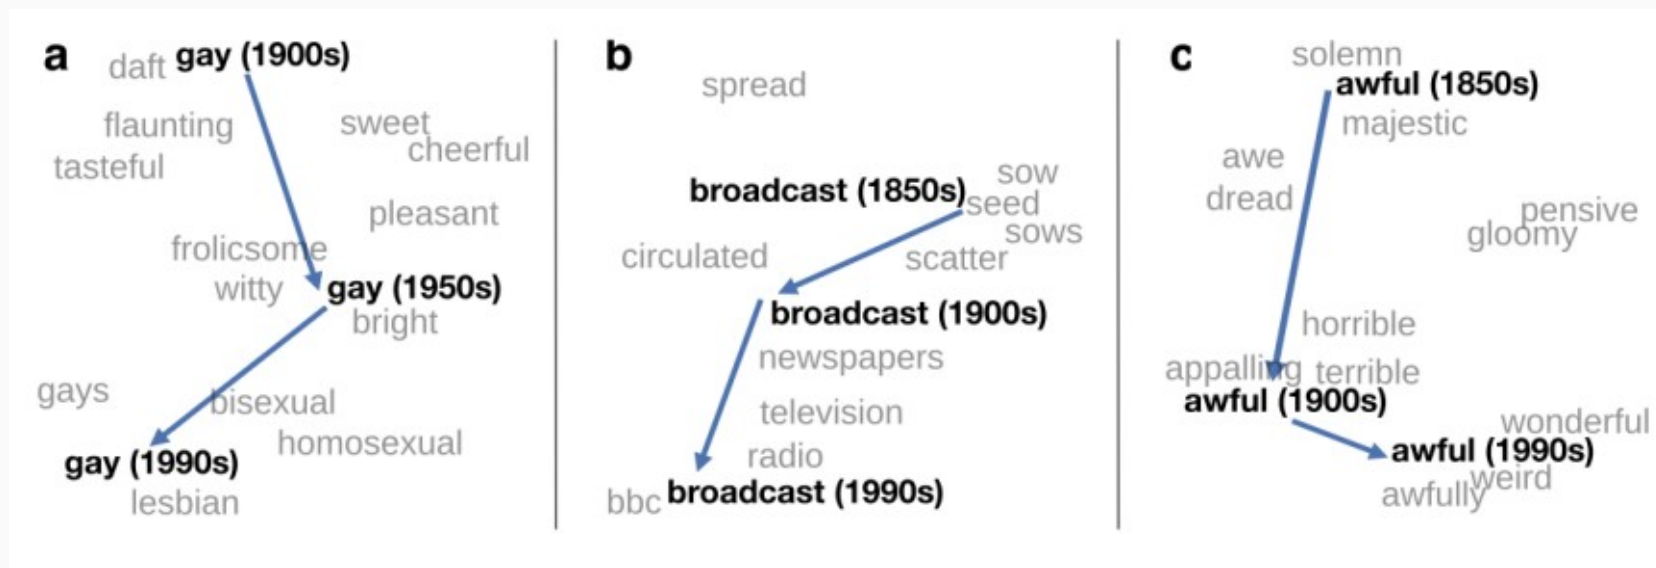 a
daft gay (1900s)
flaunting
sweet
cheerful
tasteful
pleasant
frolicsome
witty
gay (1950s)
bright
gays
bisexual
homosexual
gay (1990s)
lesbian
b
spread
sow
broadcast (1850s)
seed
sows
circulated
scatter
broadcast (1900s)
newspapers
television
radio
bbc broadcast (1990s)
c
solemn
awful (1850s)
majestic
awe
dread
pensive
gloomy
horrible
appalling terrible
awful (1900s)
wonderful
awful (1990s)
weird
awfully